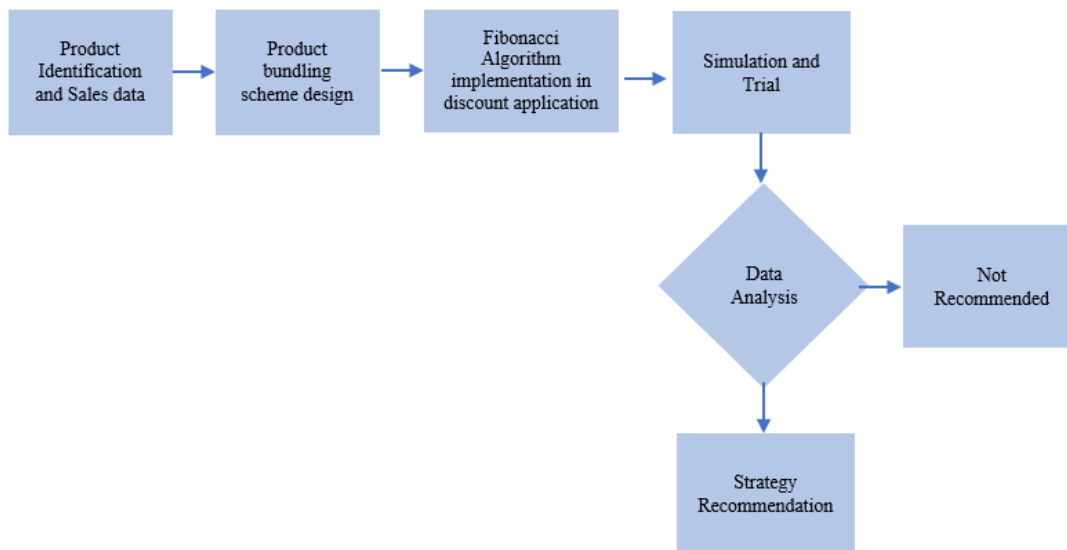 Product
Identification
and Sales data
Product
bundling
scheme design
Fibonacci
Algorithm
implementation in
discount application
Simulation and
Trial
Data
Analysis
Not
Recommended
Strategy
Recommendation